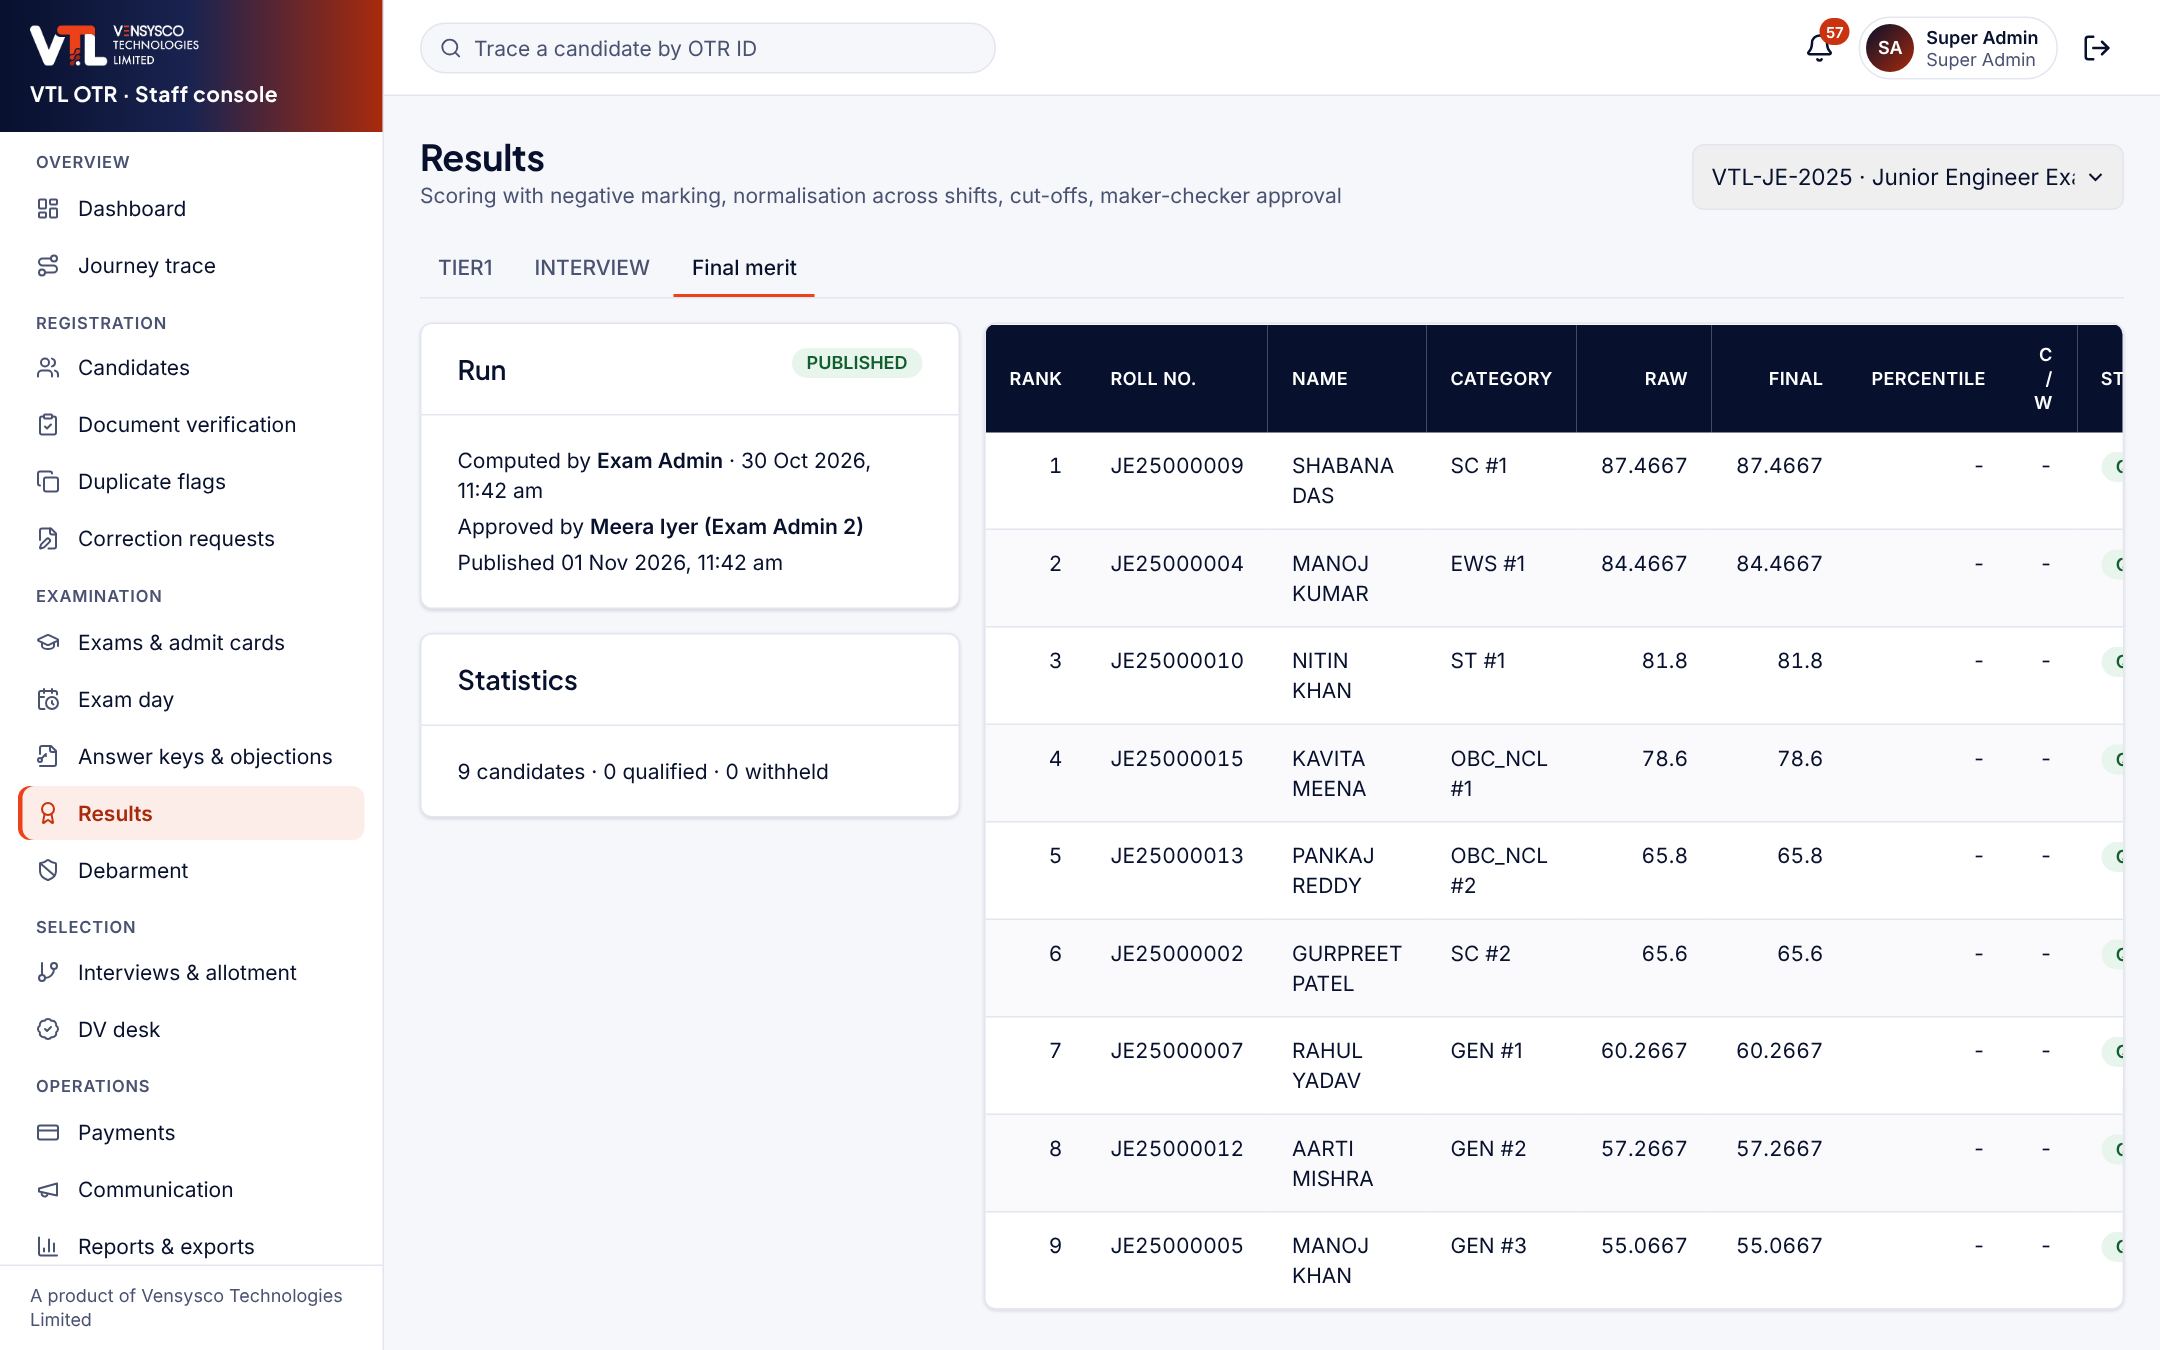 VTL VENSYSCO
TECHNOLOGIES
LIMITED
VTL OTR · Staff console
Trace a candidate by OTR ID
57
SA
Super Admin
Super Admin
OVERVIEW
Dashboard
Journey trace
REGISTRATION
Candidates
Document verification
Duplicate flags
Correction requests
EXAMINATION
Exams & admit cards
Exam day
Answer keys & objections
Results
Debarment
SELECTION
Interviews & allotment
DV desk
OPERATIONS
Payments
Communication
Reports & exports
A product of Vensysco Technologies
Limited
Results
Scoring with negative marking, normalisation across shifts, cut-offs, maker-checker approval
VTL-JE-2025 · Junior Engineer
TIER1 INTERVIEW Final merit
Run PUBLISHED
Computed by Exam Admin · 30 Oct 2026,
11:42 am
Approved by Meera Iyer (Exam Admin 2)
Published 01 Nov 2026, 11:42 am
Statistics
9 candidates · 0 qualified · 0 withheld
RANK ROLL NO. NAME CATEGORY RAW FINAL PERCENTILE C / W
1 JE25000009 SHABANA DAS SC #1 87.4667 87.4667 - -
2 JE25000004 MANOJ KUMAR EWS #1 84.4667 84.4667 - -
3 JE25000010 NITIN KHAN ST #1 81.8 81.8 - -
4 JE25000015 KAVITA MEENA OBC_NCL #1 78.6 78.6 - -
5 JE25000013 PANKAJ REDDY OBC_NCL #2 65.8 65.8 - -
6 JE25000002 GURPREET PATEL SC #2 65.6 65.6 - -
7 JE25000007 RAHUL YADAV GEN #1 60.2667 60.2667 - -
8 JE25000012 AARTI MISHRA GEN #2 57.2667 57.2667 - -
9 JE25000005 MANOJ KHAN GEN #3 55.0667 55.0667 - -